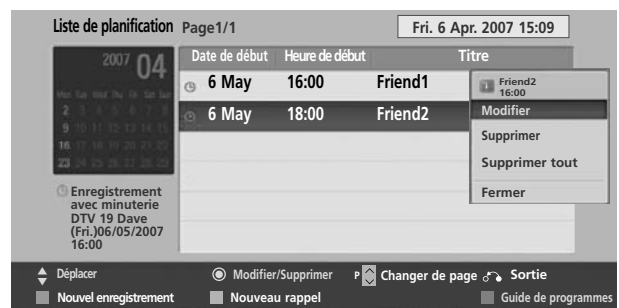 Liste de planification Page1/1 Fri. 6 Apr. 2007 15:09
2007 04
Date de début Heure de début Titre
6 May 16:00 Friend1
6 May 18:00 Friend2
Friend2
16:00
Modifier
Supprimer
Supprimer tout
Fermer
Enregistrement
avec minuterie
DTV 19 Dave
(Fri.)06/05/2007
16:00
Déplacer Modifier/Supprimer P Changer de page Sortie
Nouvel enregistrement Nouveau rappel Guide de programmes